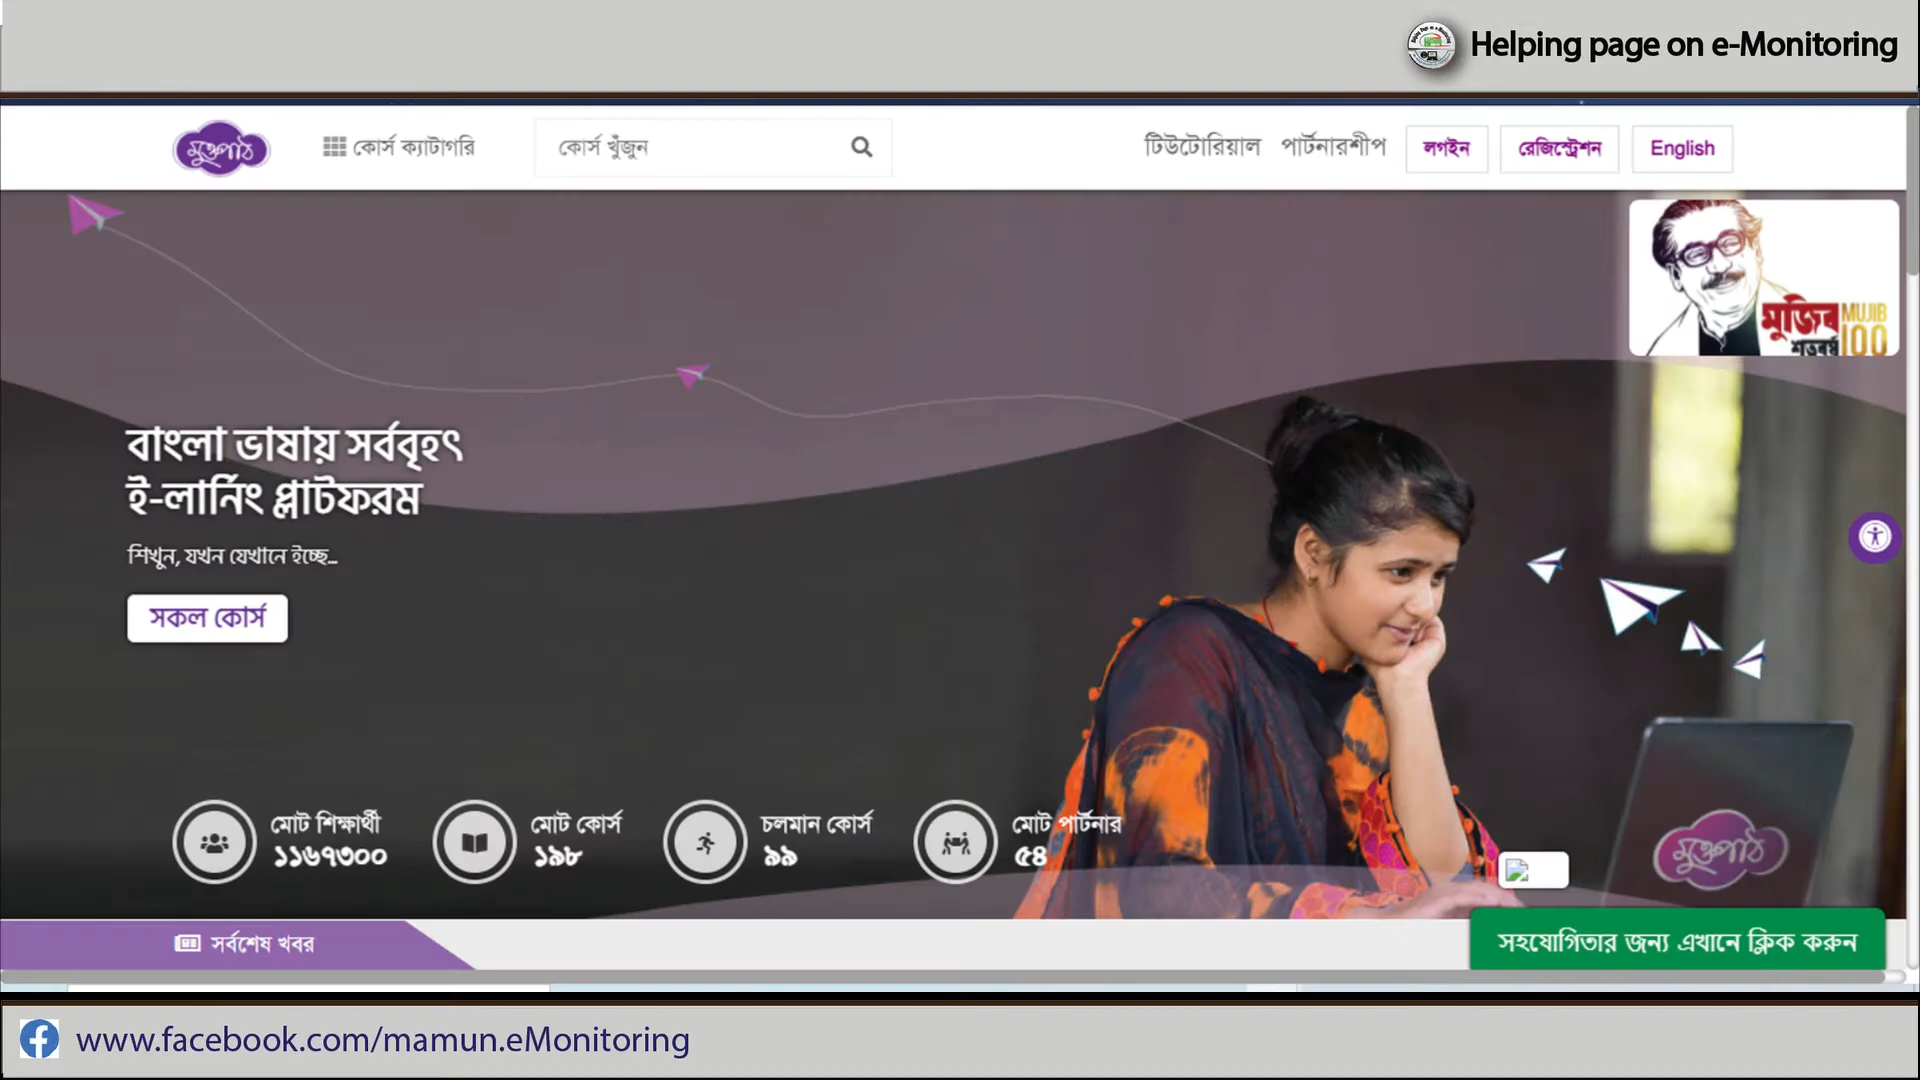 Helping page on e-Monitoring
মুক্তপাঠ
কোর্স ক্যাটাগরি
কোর্স খুঁজুন
টিউটোরিয়াল
পার্টনারশীপ
লগইন
রেজিস্ট্রেশন
English
মুজিব
শতবর্ষ
MUJIB
100
বাংলা ভাষায় সর্ববৃহৎ
ই-লার্নিং প্লাটফরম
শিখুন, যখন যেখানে ইচ্ছে...
সকল কোর্স
মোট শিক্ষার্থী
১১৬৭৩০০
মোট কোর্স
১৯৮
চলমান কোর্স
৯৯
মোট পার্টনার
৫৪
মুক্তপাঠ
সর্বশেষ খবর
সহযোগিতার জন্য এখানে ক্লিক করুন
www.facebook.com/mamun.eMonitoring